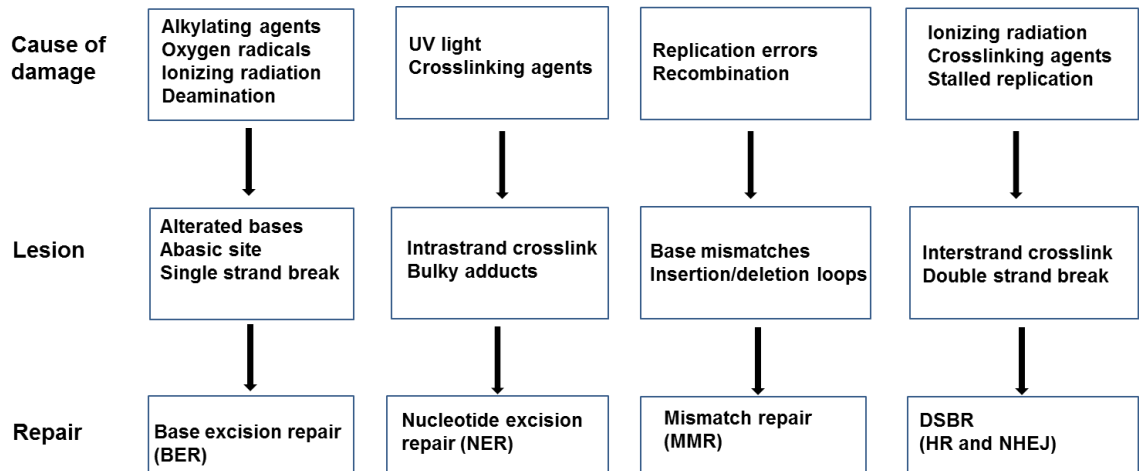 Cause of
damage
Alkylating agents
Oxygen radicals
Ionizing radiation
Deamination
UV light
Crosslinking agents
Replication errors
Recombination
Ionizing radiation
Crosslinking agents
Stalled replication
Lesion
Alterated bases
Abasic site
Single strand break
Intrastrand crosslink
Bulky adducts
Base mismatches
Insertion/deletion loops
Interstrand crosslink
Double strand break
Repair
Base excision repair
(BER)
Nucleotide excision
repair (NER)
Mismatch repair
(MMR)
DSBR
(HR and NHEJ)